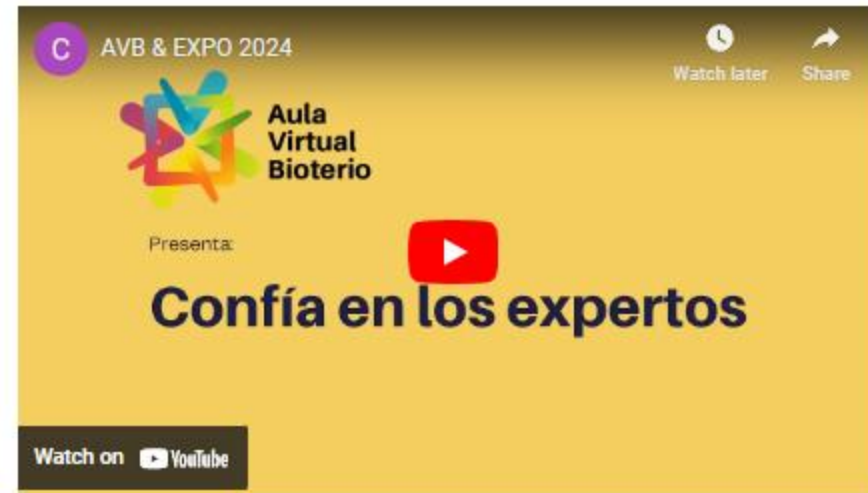 C
AVB & EXPO 2024
Watch later
Share
Aula
Virtual
Bioterio
Presenta:
Confía en los expertos
Watch on YouTube